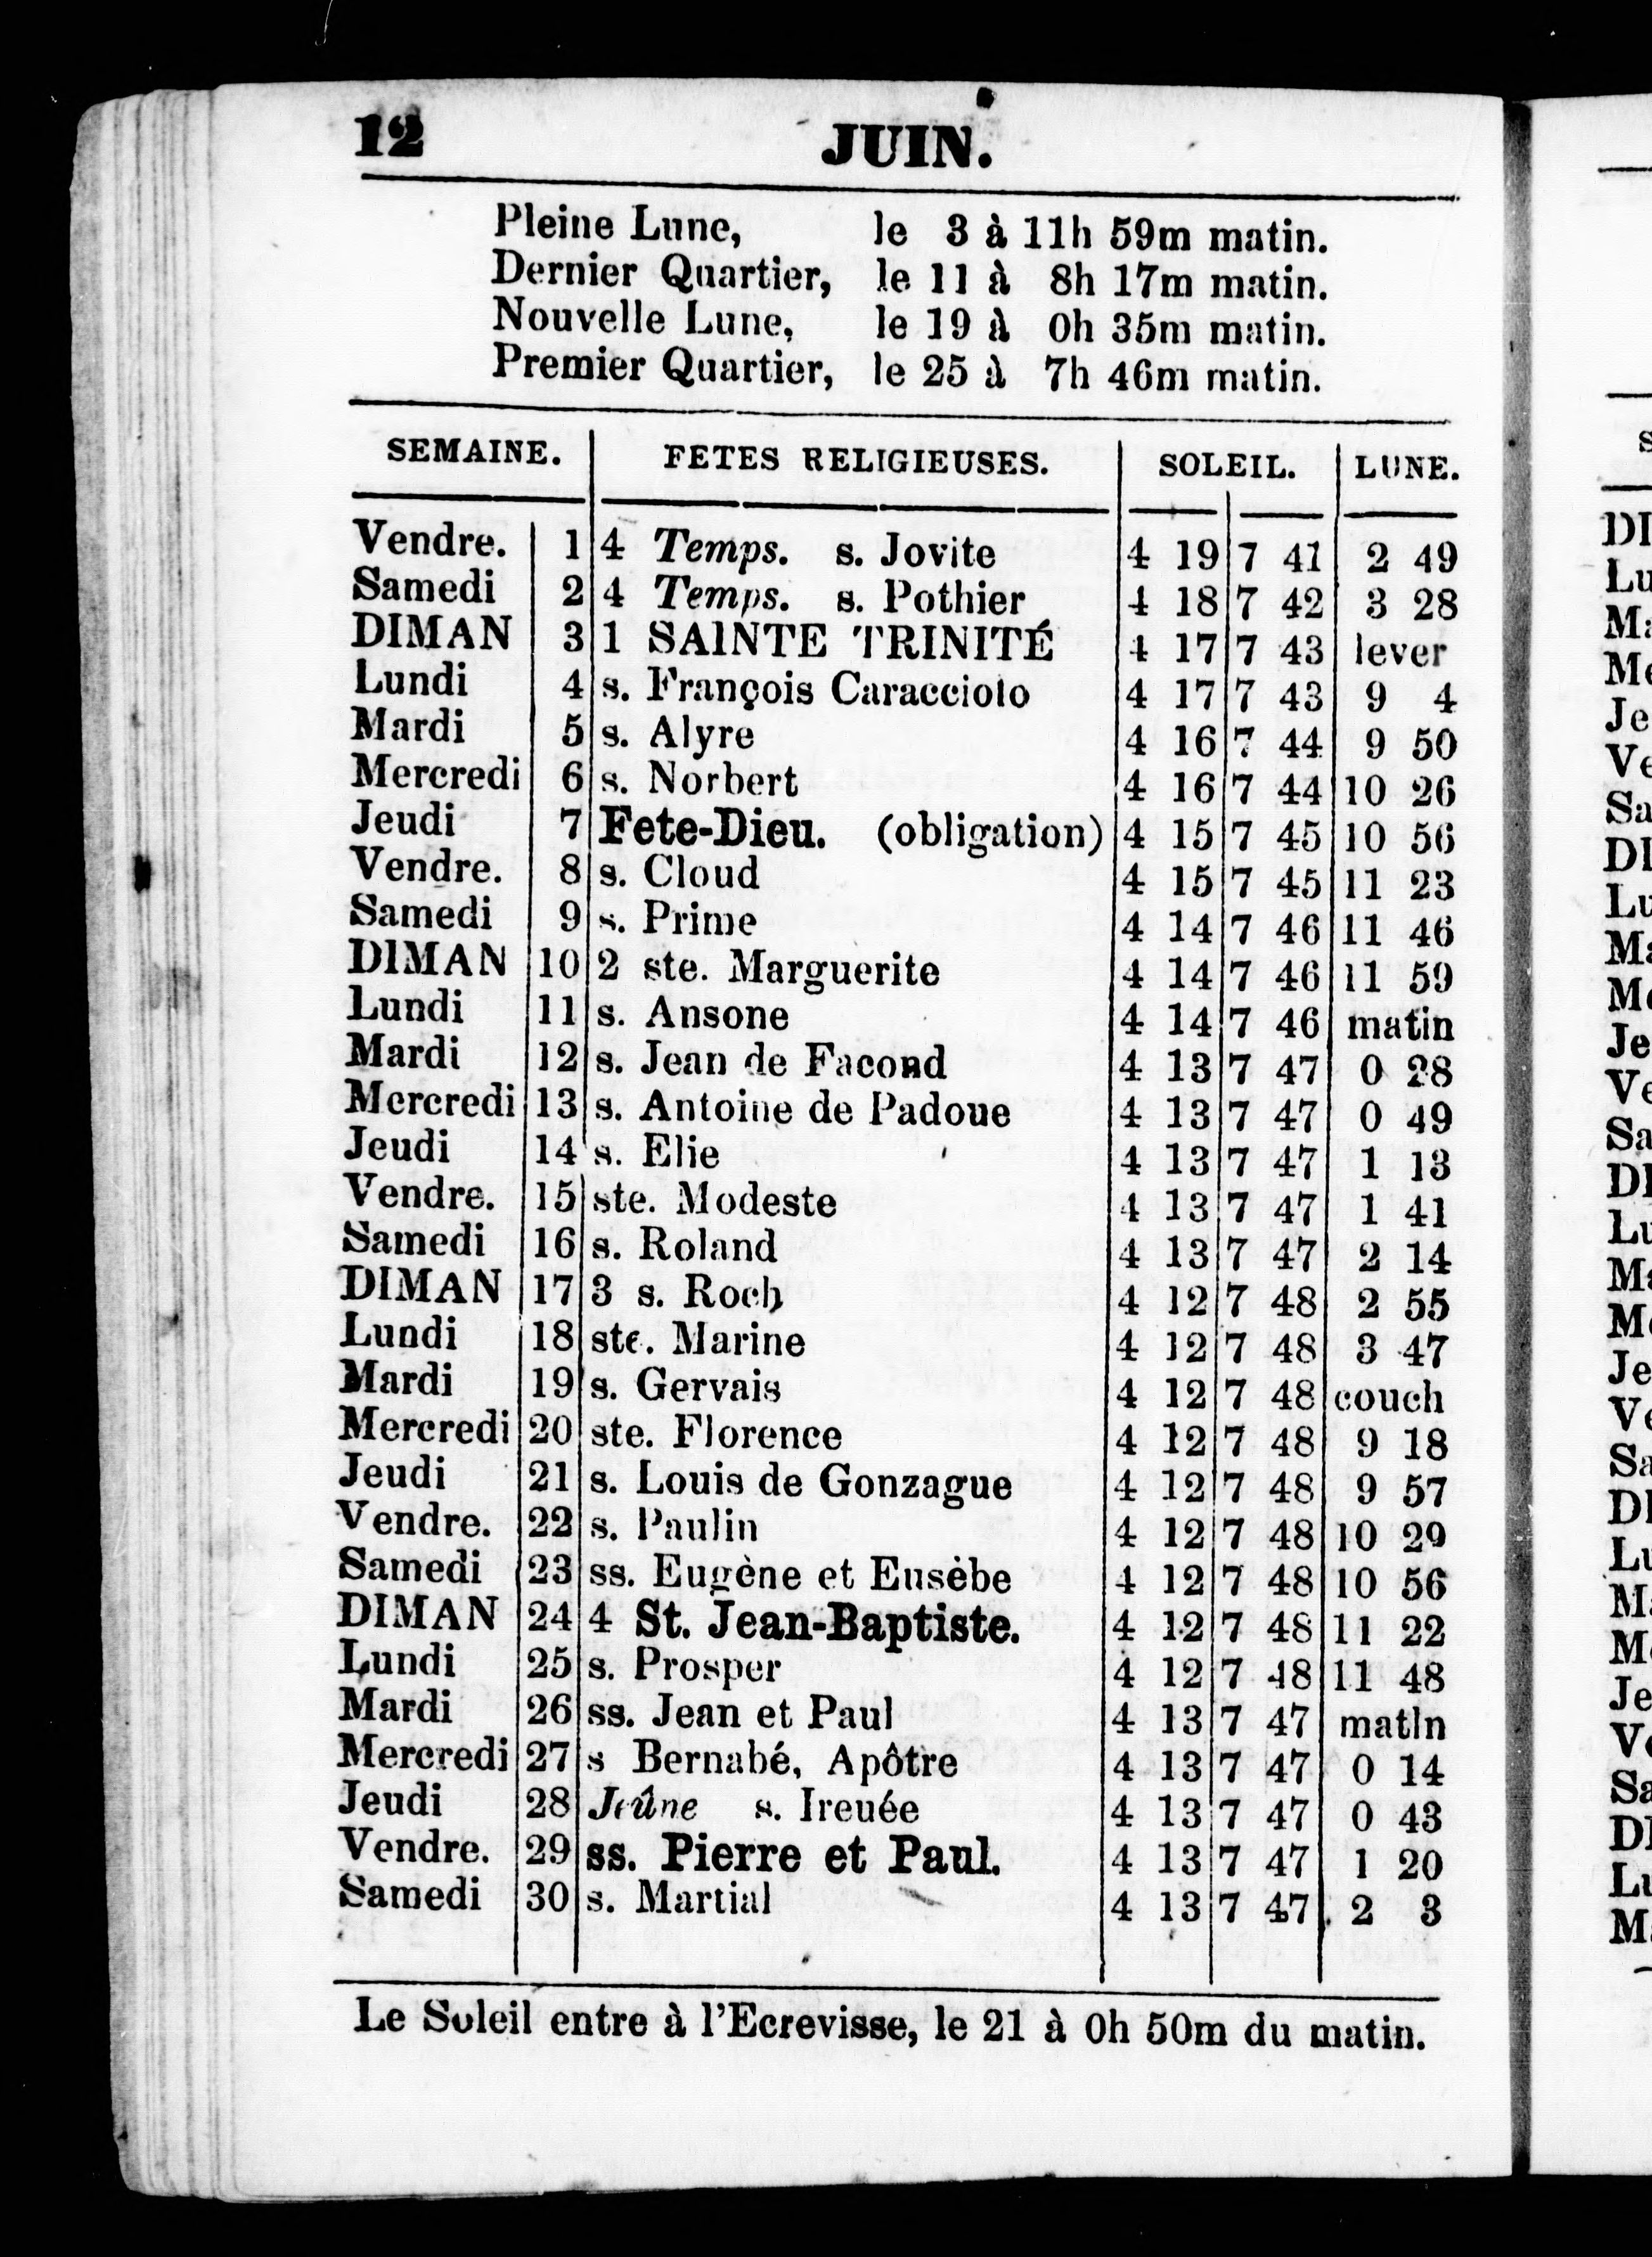 12 JUIN.
Pleine Lune, le 3 à 11h 59m matin.
Dernier Quartier, le 11 à 8h 17m matin.
Nouvelle Lune, le 19 à 0h 35m matin.
Premier Quartier, le 25 à 7h 46m matin.
SEMAINE. FETES RELIGIEUSES. SOLEIL. LUNE.
Vendre. 1 4 Temps. s. Jovite 4 19 7 41 2 49
Samedi 2 4 Temps. s. Pothier 4 18 7 42 3 28
DIMAN 3 1 SAINTE TRINITÉ 4 17 7 43 lever
Lundi 4 s. François Caracciolo 4 17 7 43 9 4
Mardi 5 s. Alyre 4 16 7 44 9 50
Mercredi 6 s. Norbert 4 16 7 44 10 26
Jeudi 7 Fete-Dieu. (obligation) 4 15 7 45 10 56
Vendre. 8 s. Cloud 4 15 7 45 11 23
Samedi 9 s. Prime 4 14 7 46 11 46
DIMAN 10 2 ste. Marguerite 4 14 7 46 11 59
Lundi 11 s. Ansone 4 14 7 46 matin
Mardi 12 s. Jean de Facond 4 13 7 47 0 28
Mercredi 13 s. Antoine de Padoue 4 13 7 47 0 49
Jeudi 14 s. Elie 4 13 7 47 1 13
Vendre. 15 ste. Modeste 4 13 7 47 1 41
Samedi 16 s. Roland 4 13 7 47 2 14
DIMAN 17 3 s. Roch 4 12 7 48 2 55
Lundi 18 ste. Marine 4 12 7 48 3 47
Mardi 19 s. Gervais 4 12 7 48 couch
Mercredi 20 ste. Florence 4 12 7 48 9 18
Jeudi 21 s. Louis de Gonzague 4 12 7 48 9 57
Vendre. 22 s. Paulin 4 12 7 48 10 29
Samedi 23 ss. Eugène et Eusèbe 4 12 7 48 10 56
DIMAN 24 4 St. Jean-Baptiste. 4 12 7 48 11 22
Lundi 25 s. Prosper 4 12 7 48 11 48
Mardi 26 ss. Jean et Paul 4 13 7 47 matin
Mercredi 27 s Bernabé, Apôtre 4 13 7 47 0 14
Jeudi 28 Jeûne s. Ireuée 4 13 7 47 0 43
Vendre. 29 ss. Pierre et Paul. 4 13 7 47 1 20
Samedi 30 s. Martial 4 13 7 47 2 3
Le Soleil entre à l'Ecrevisse, le 21 à 0h 50m du matin.